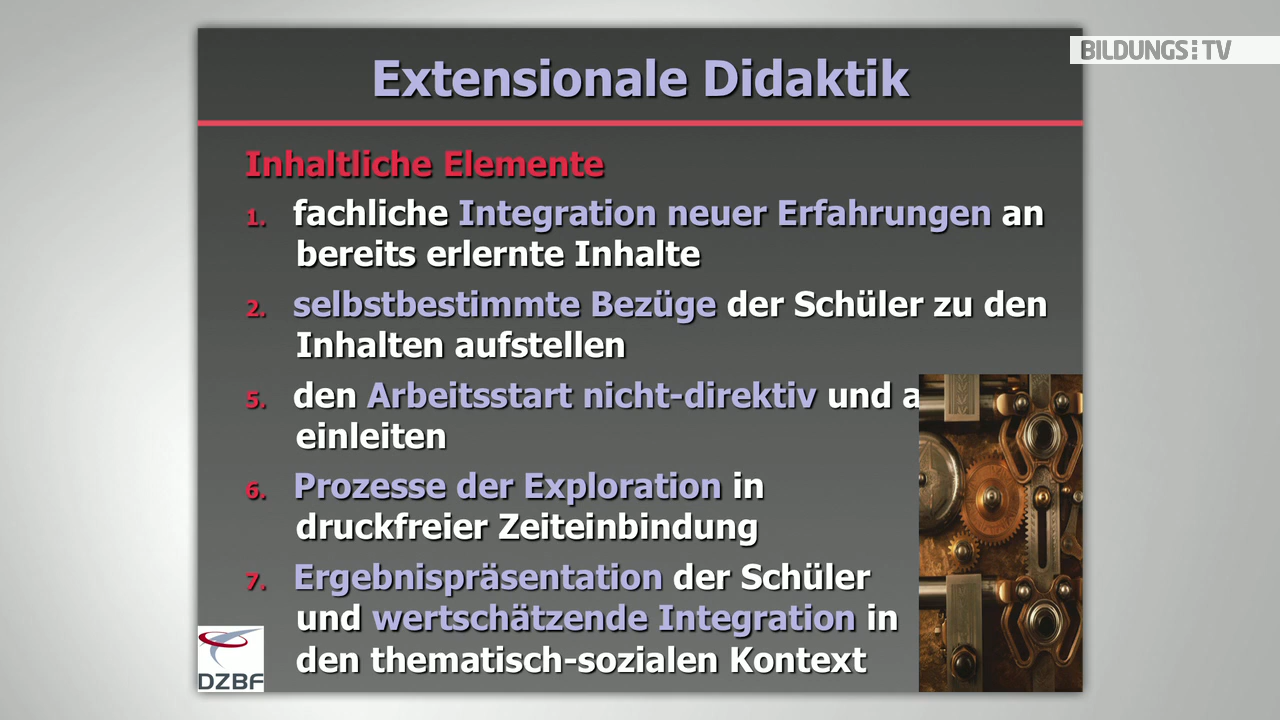 BILDUNGS:TV
Extensionale Didaktik
Inhaltliche Elemente
1. fachliche Integration neuer Erfahrungen an
bereits erlernte Inhalte
2. selbstbestimmte Bezüge der Schüler zu den
Inhalten aufstellen
5. den Arbeitsstart nicht-direktiv und
einleiten
6. Prozesse der Exploration in
druckfreier Zeiteinbindung
7. Ergebnispräsentation der Schüler
und wertschätzende Integration in
den thematisch-sozialen Kontext
DZBF